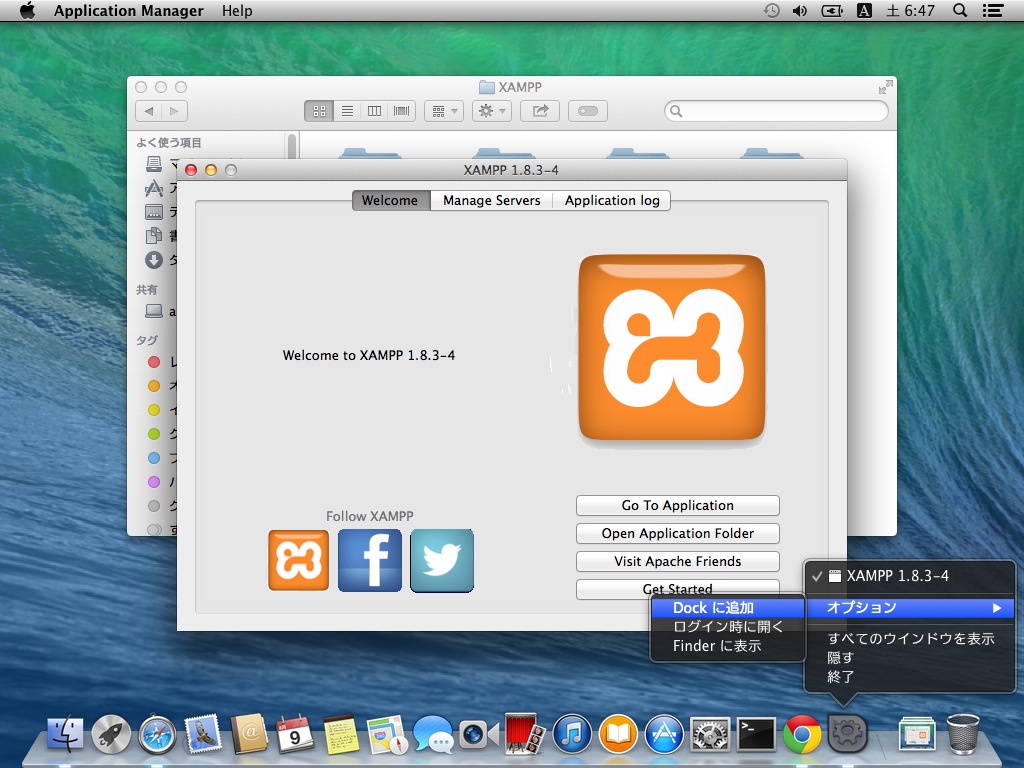 Application Manager Help
A 土 6:47
XAMPP
よく使う項目
共有
タグ
XAMPP 1.8.3-4
Welcome Manage Servers Application log
Welcome to XAMPP 1.8.3-4
Follow XAMPP
Go To Application
Open Application Folder
Visit Apache Friends
Get Started
Dock に追加
ログイン時に開く
Finder に表示
XAMPP 1.8.3-4
オプション
すべてのウインドウを表示
隠す
終了
9